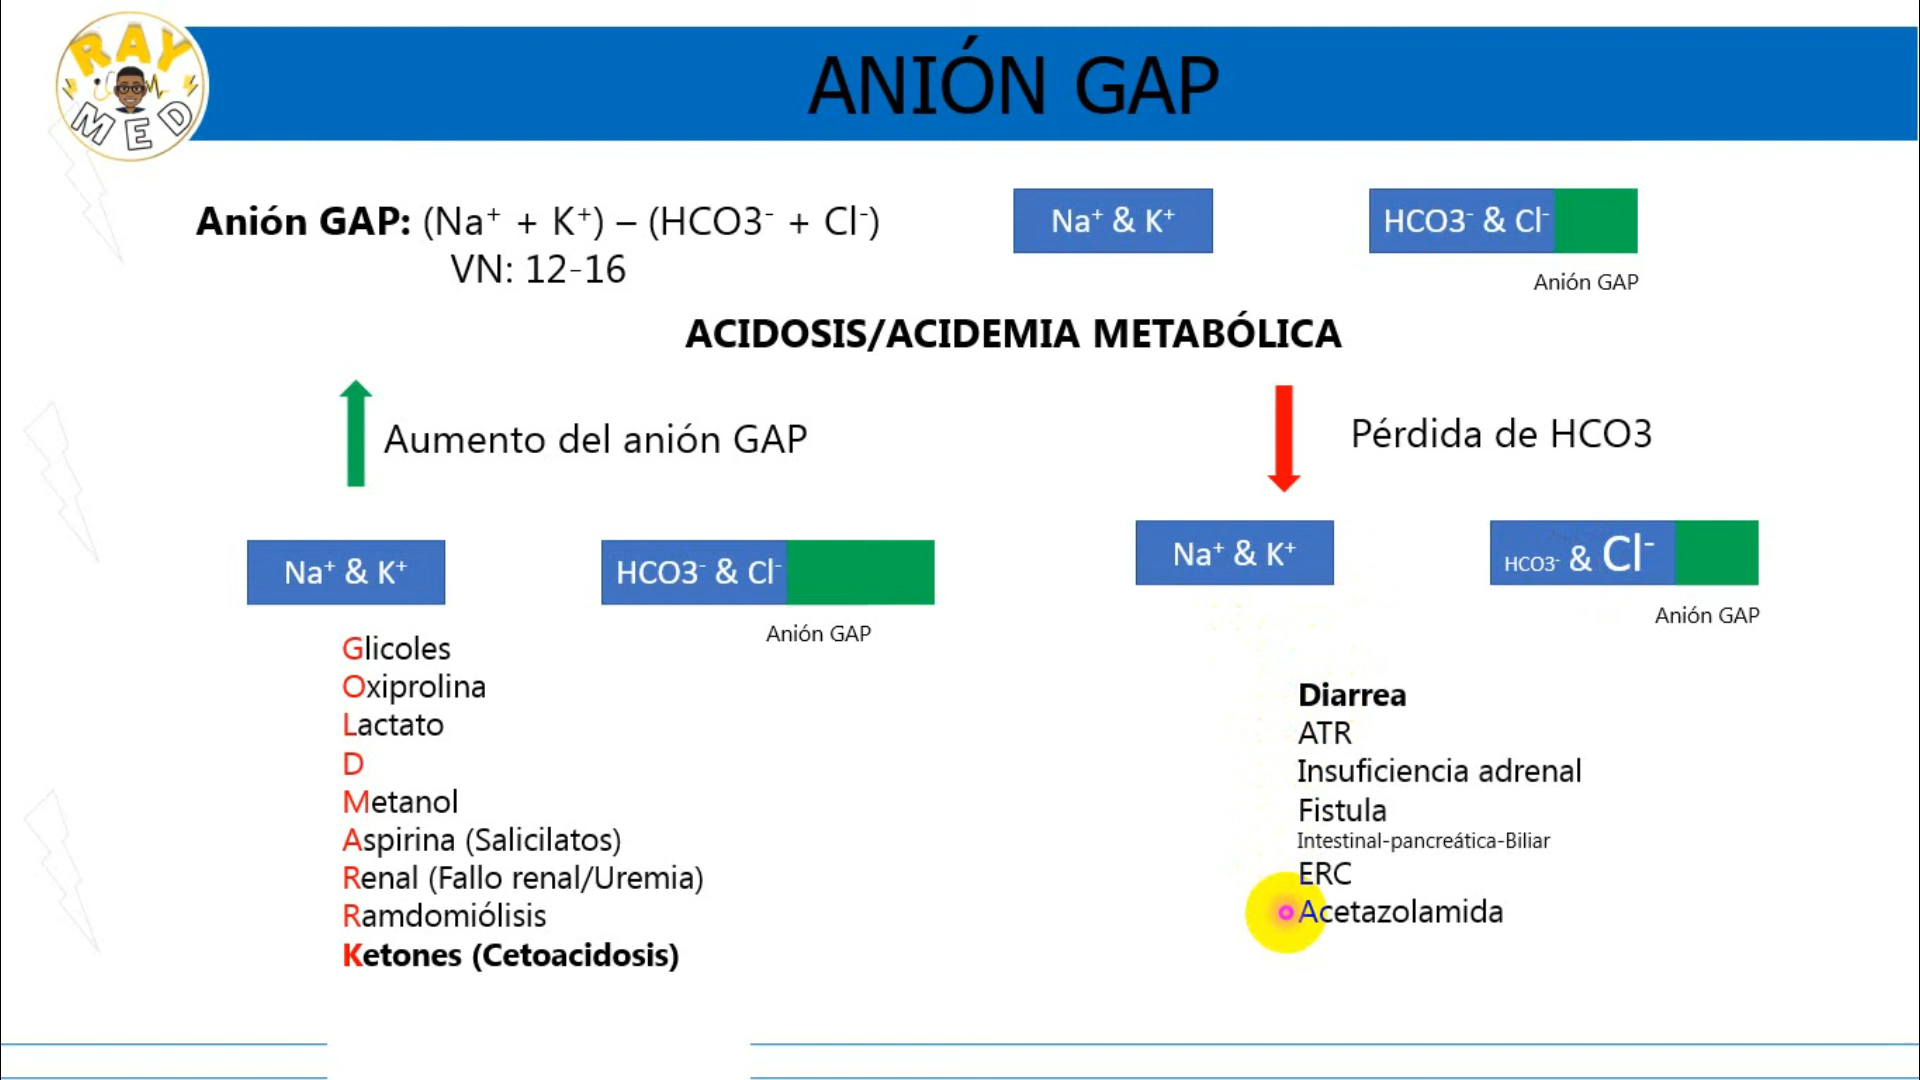 RAY
MED
ANIÓN GAP
Anión GAP: (Na⁺ + K⁺) – (HCO3⁻ + Cl⁻)
VN: 12-16
Na⁺ & K⁺
HCO3⁻ & Cl⁻
Anión GAP
ACIDOSIS/ACIDEMIA METABÓLICA
Aumento del anión GAP
Na⁺ & K⁺
HCO3⁻ & Cl⁻
Anión GAP
Glicoles
Oxiprolina
Lactato
D
Metanol
Aspirina (Salicilatos)
Renal (Fallo renal/Uremia)
Ramdomiólisis
Ketones (Cetoacidosis)
Pérdida de HCO3
Na⁺ & K⁺
HCO3⁻ & Cl⁻
Anión GAP
Diarrea
ATR
Insuficiencia adrenal
Fistula
Intestinal-pancreática-Biliar
ERC
Acetazolamida